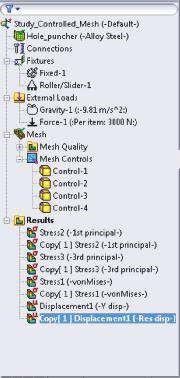 Study_Controlled_Mesh (-Default-)
Hole_puncher (-Alloy Steel-)
Connections
Fixtures
Fixed-1
Roller/Slider-1
External Loads
Gravity-1 (:-9.81 m/s^2:)
Force-1 (:Per item: 3000 N:)
Mesh
Mesh Quality
Mesh Controls
Control-1
Control-2
Control-3
Control-4
Results
Stress2 (-1st principal-)
Copy[ 1 ] Stress2 (-1st principal-)
Stress3 (-3rd principal-)
Copy[ 1 ] Stress3 (-3rd principal-)
Stress1 (-vonMises-)
Copy[ 1 ] Stress1 (-vonMises-)
Displacement1 (-Y disp-)
Copy[ 1 ] Displacement1 (-Res disp-)